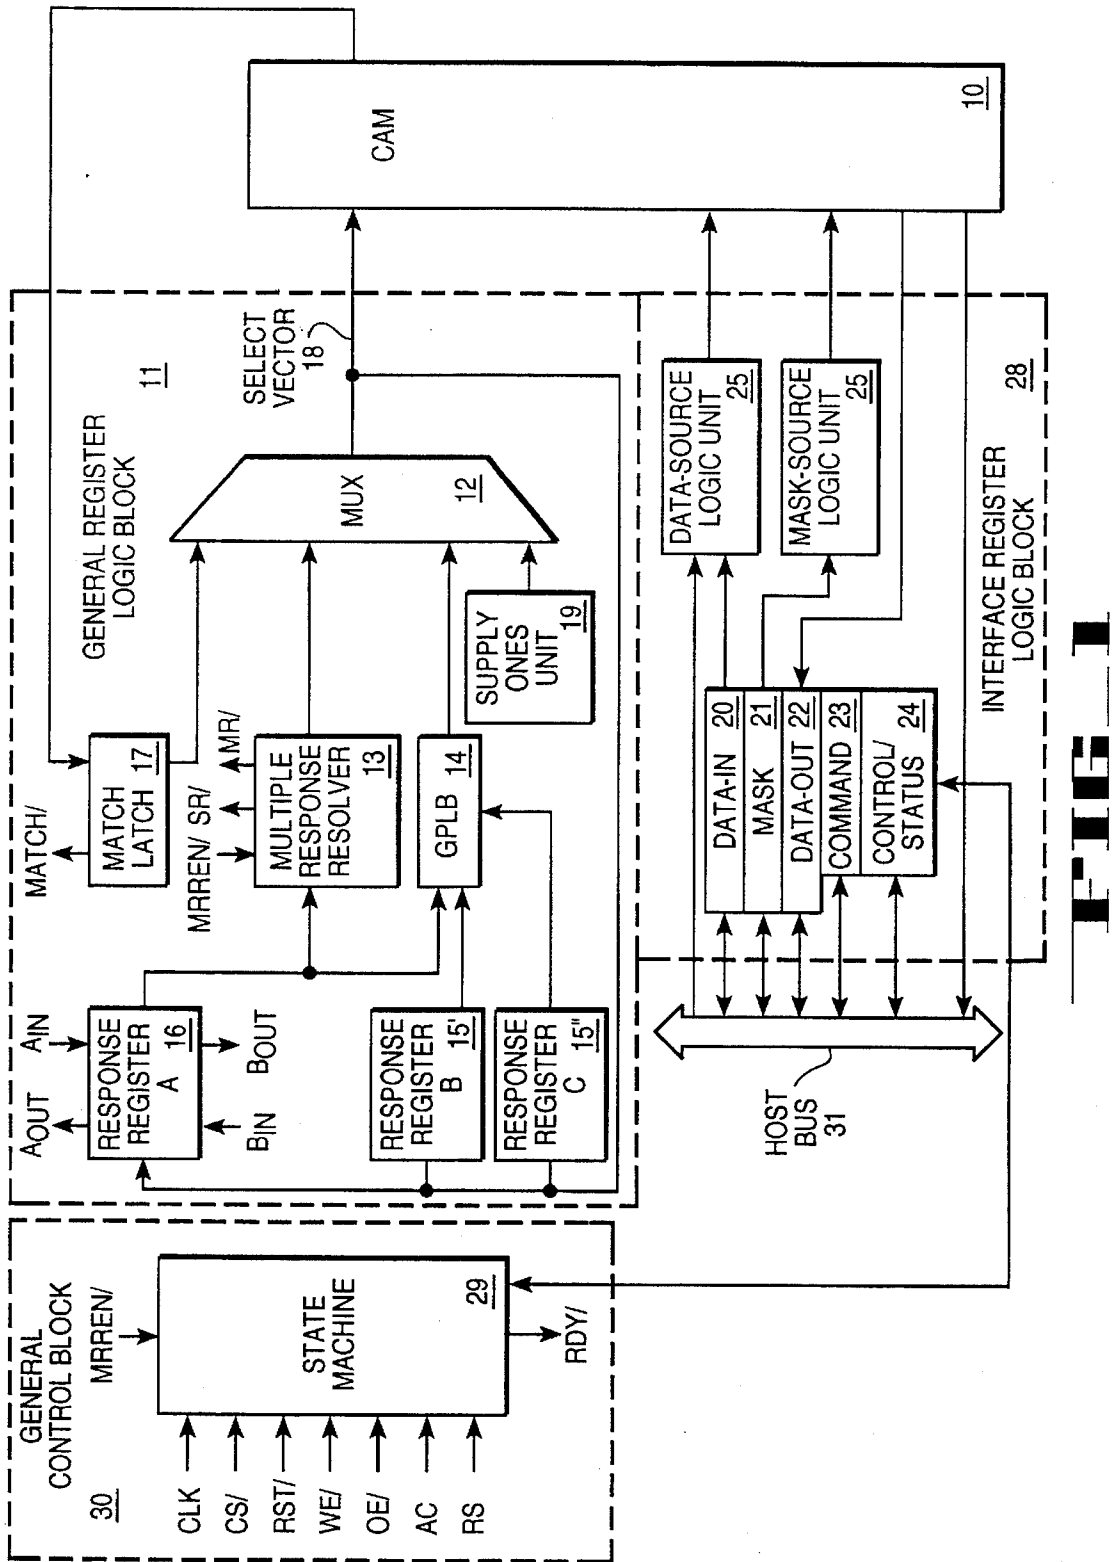 GENERAL
CONTROL BLOCK
30
MRREN/
CLK
CS/
RST/
WE/
OE/
AC
RS
STATE
MACHINE
29
RDY/
GENERAL REGISTER
LOGIC BLOCK
11
MATCH/
MATCH
LATCH
17
AOUT
AIN
RESPONSE
REGISTER
A
16
BIN
BOUT
MRREN/
SR/
MR/
MULTIPLE
RESPONSE
RESOLVER
13
RESPONSE
REGISTER
B
15'
RESPONSE
REGISTER
C
15"
GPLB
14
SUPPLY
ONES
UNIT
19
MUX
12
SELECT
VECTOR
18
CAM
10
HOST
BUS
31
DATA-IN 20
MASK 21
DATA-OUT 22
COMMAND 23
CONTROL/
STATUS
24
DATA-SOURCE
LOGIC UNIT
25
MASK-SOURCE
LOGIC UNIT
25
INTERFACE REGISTER
LOGIC BLOCK
28
FIG_1